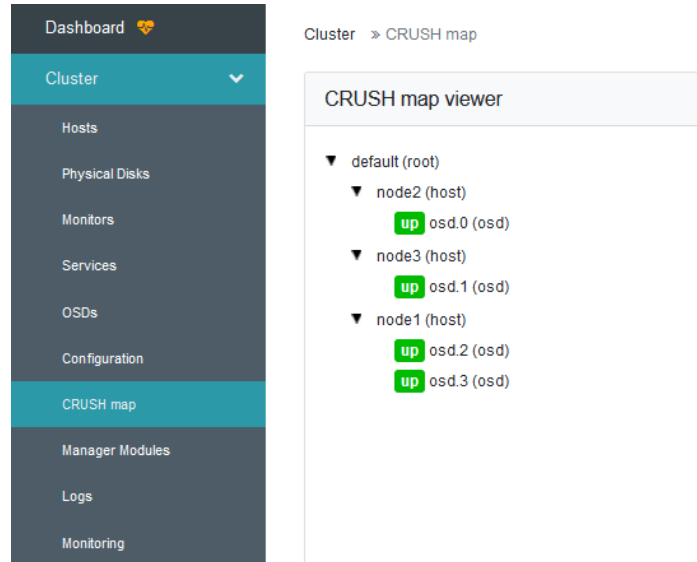 Dashboard
Cluster
Hosts
Physical Disks
Monitors
Services
OSDs
Configuration
CRUSH map
Manager Modules
Logs
Monitoring
Cluster » CRUSH map
CRUSH map viewer
default (root)
node2 (host)
up osd.0 (osd)
node3 (host)
up osd.1 (osd)
node1 (host)
up osd.2 (osd)
up osd.3 (osd)